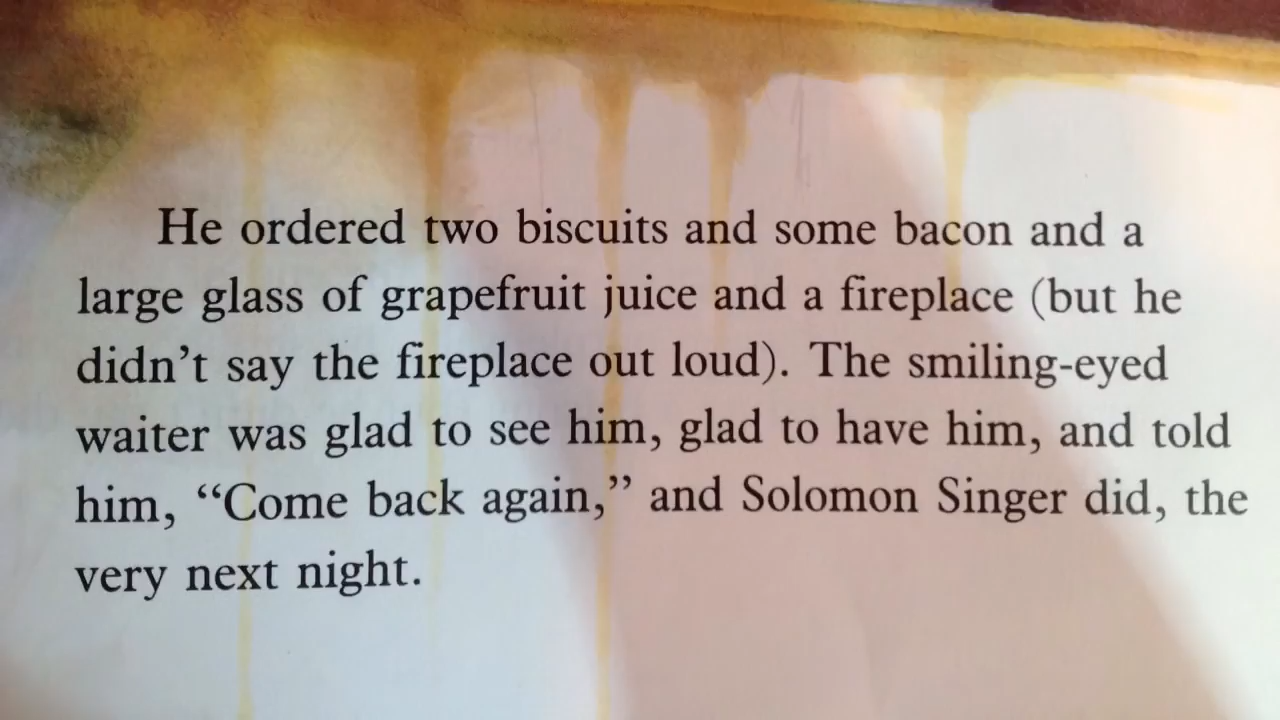 He ordered two biscuits and some bacon and a
large glass of grapefruit juice and a fireplace (but he
didn’t say the fireplace out loud). The smiling-eyed
waiter was glad to see him, glad to have him, and told
him, “Come back again,” and Solomon Singer did, the
very next night.